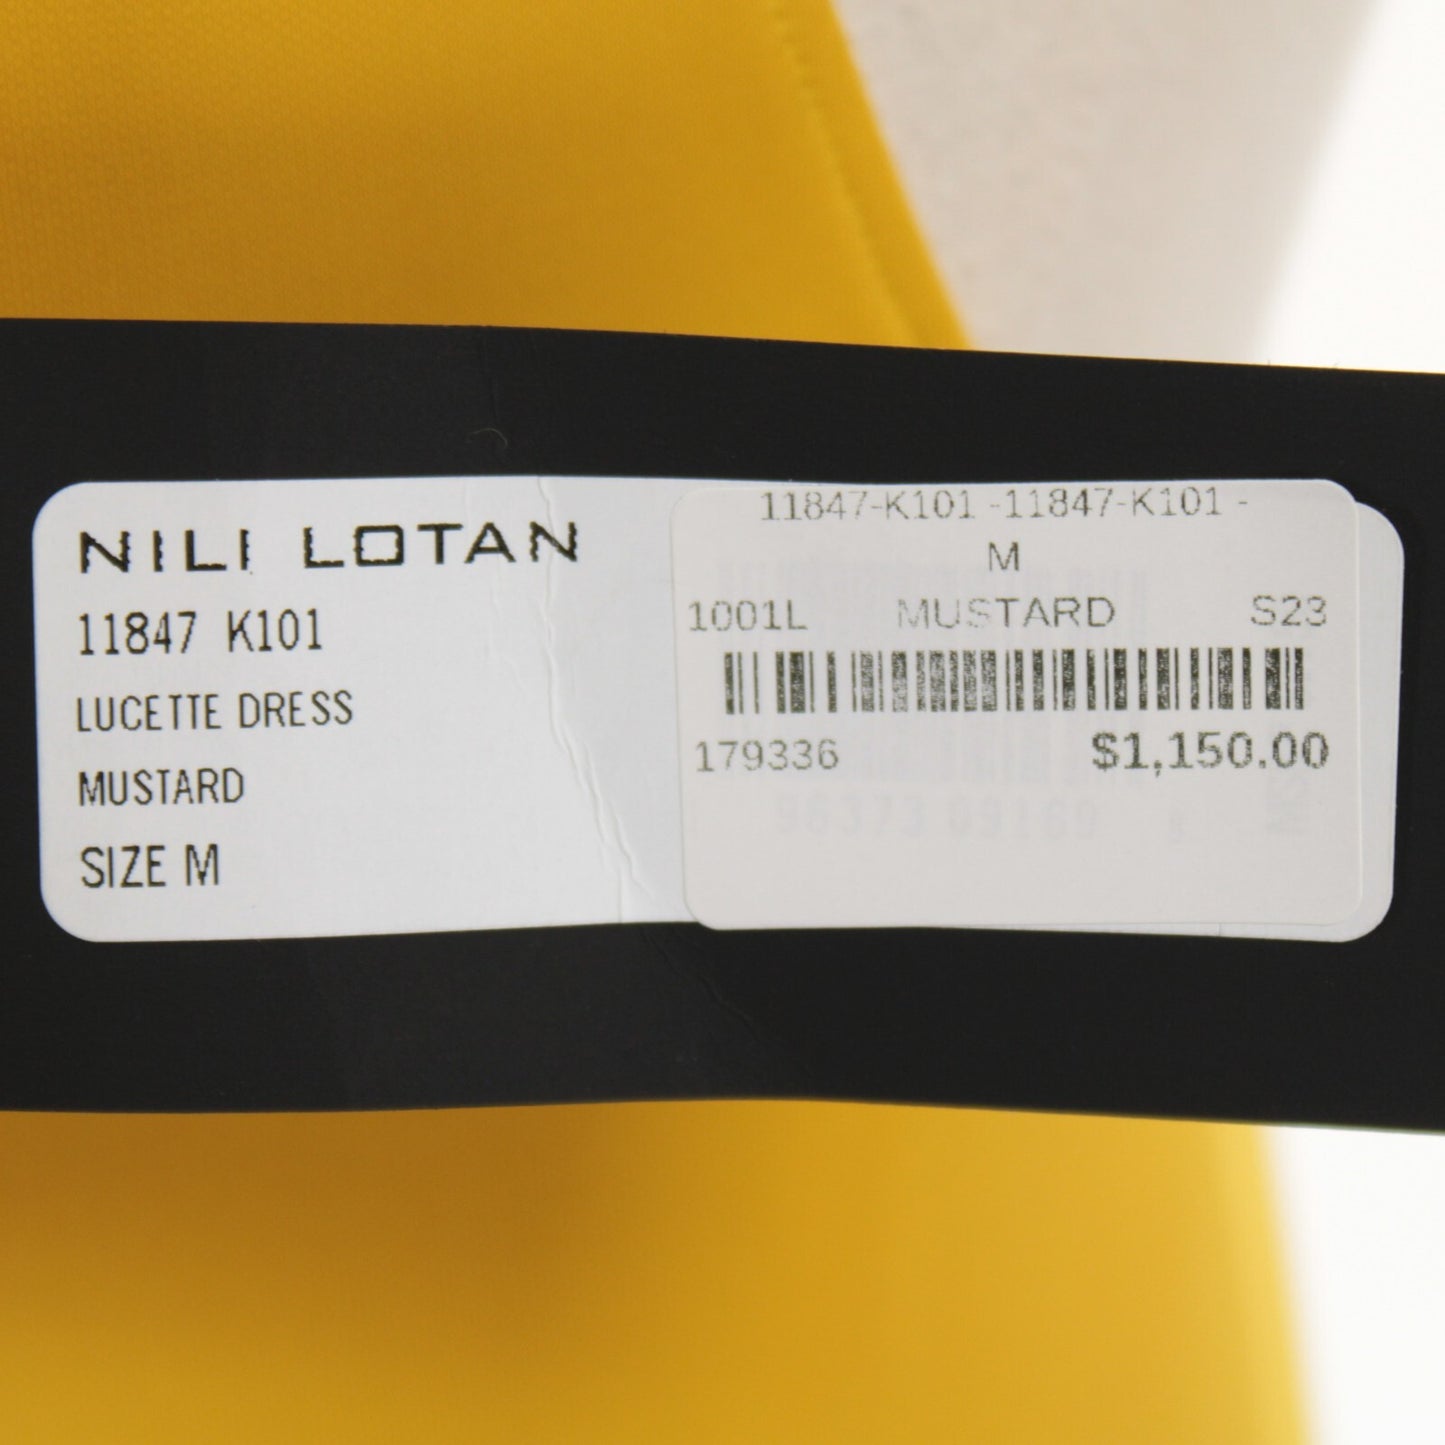 NILI LOTAN
11847 K101
LUCETTE DRESS
MUSTARD
SIZE M
11847-K101 -11847-K101 -
M
1001L MUSTARD S23
179336 $1,150.00